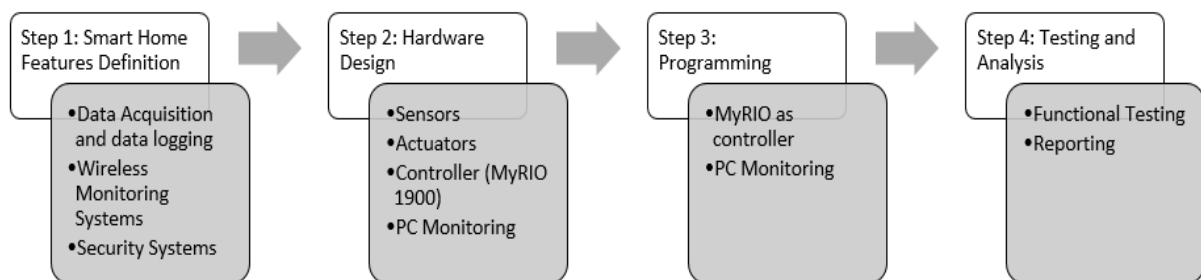 Step 1: Smart Home
Features Definition
•Data Acquisition
and data logging
•Wireless
Monitoring
Systems
•Security Systems
Step 2: Hardware
Design
•Sensors
•Actuators
•Controller (MyRIO
1900)
•PC Monitoring
Step 3:
Programming
•MyRIO as
controller
•PC Monitoring
Step 4: Testing and
Analysis
•Functional Testing
•Reporting